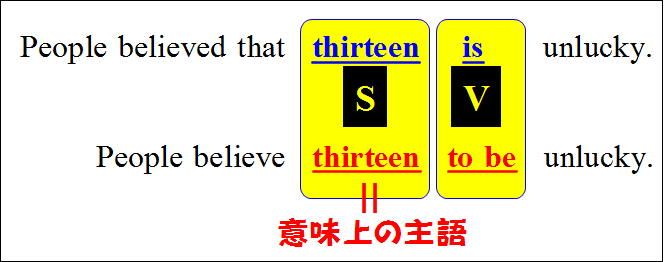 People believed that thirteen is unlucky.
S V
People believe thirteen to be unlucky.
=
意味上の主語